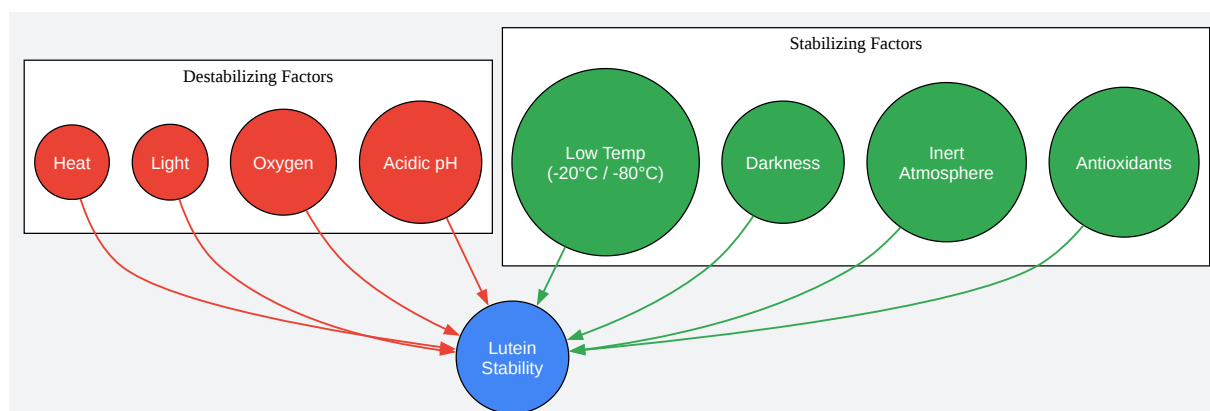 Stabilizing Factors
Destabilizing Factors
Heat
Light
Oxygen
Acidic pH
Low Temp
(-20°C / -80°C)
Darkness
Inert
Atmosphere
Antioxidants
Lutein
Stability